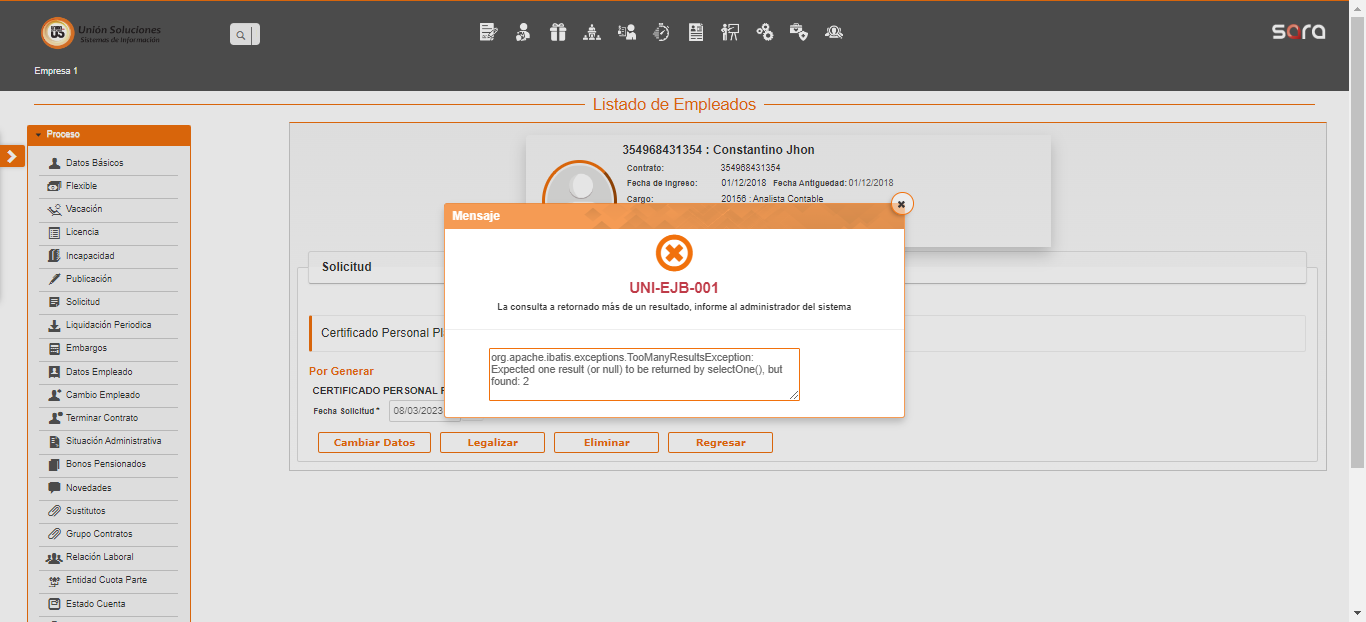 Unión Soluciones
Sistemas de Información
sara
Empresa 1
Listado de Empleados
Proceso
Datos Básicos
Flexible
Vacación
Licencia
Incapacidad
Publicación
Solicitud
Liquidación Periodica
Embargos
Datos Empleado
Cambio Empleado
Terminar Contrato
Situación Administrativa
Bonos Pensionados
Novedades
Sustitutos
Grupo Contratos
Relación Laboral
Entidad Cuota Parte
Estado Cuenta
354968431354 : Constantino Jhon
Contrato: 354968431354
Fecha de Ingreso: 01/12/2018 Fecha Antiguedad: 01/12/2018
Cargo: 20156 : Analista Contable
Mensaje
UNI-EJB-001
La consulta a retornado más de un resultado, informe al administrador del sistema
org.apache.ibatis.exceptions.TooManyResultsException:
Expected one result (or null) to be returned by selectOne(), but
found: 2
Solicitud
Certificado Personal
Por Generar
CERTIFICADO PERSONAL
Fecha Solicitud * 08/03/2023
Cambiar Datos Legalizar Eliminar Regresar